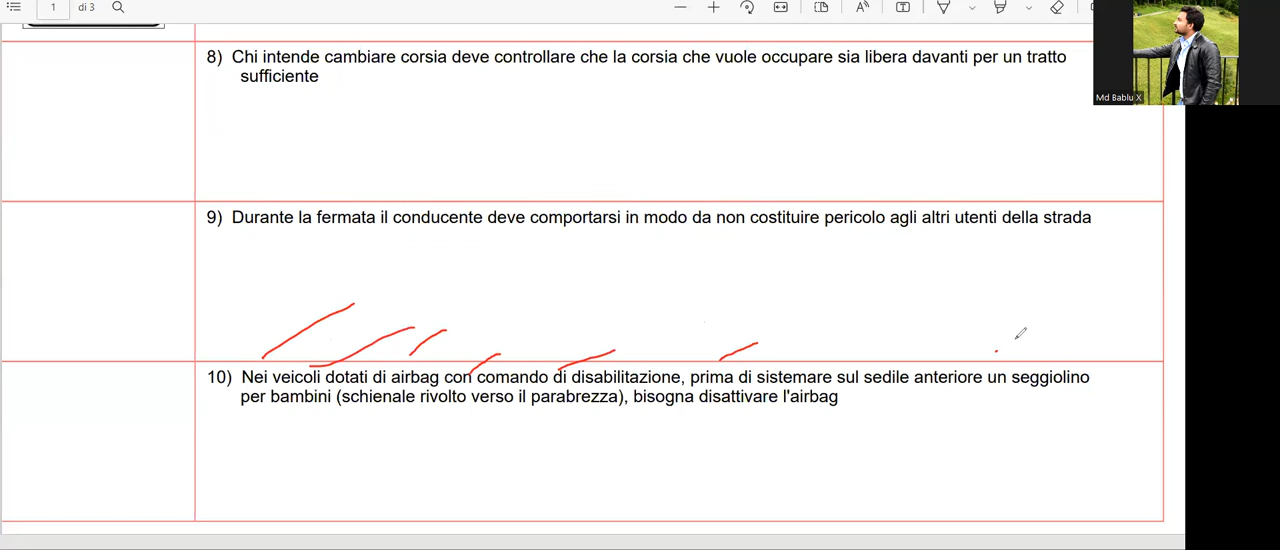 1 di 3
8) Chi intende cambiare corsia deve controllare che la corsia che vuole occupare sia libera davanti per un tratto
sufficiente
Md Bablu X
9) Durante la fermata il conducente deve comportarsi in modo da non costituire pericolo agli altri utenti della strada
10) Nei veicoli dotati di airbag con comando di disabilitazione, prima di sistemare sul sedile anteriore un seggiolino
per bambini (schienale rivolto verso il parabrezza), bisogna disattivare l'airbag